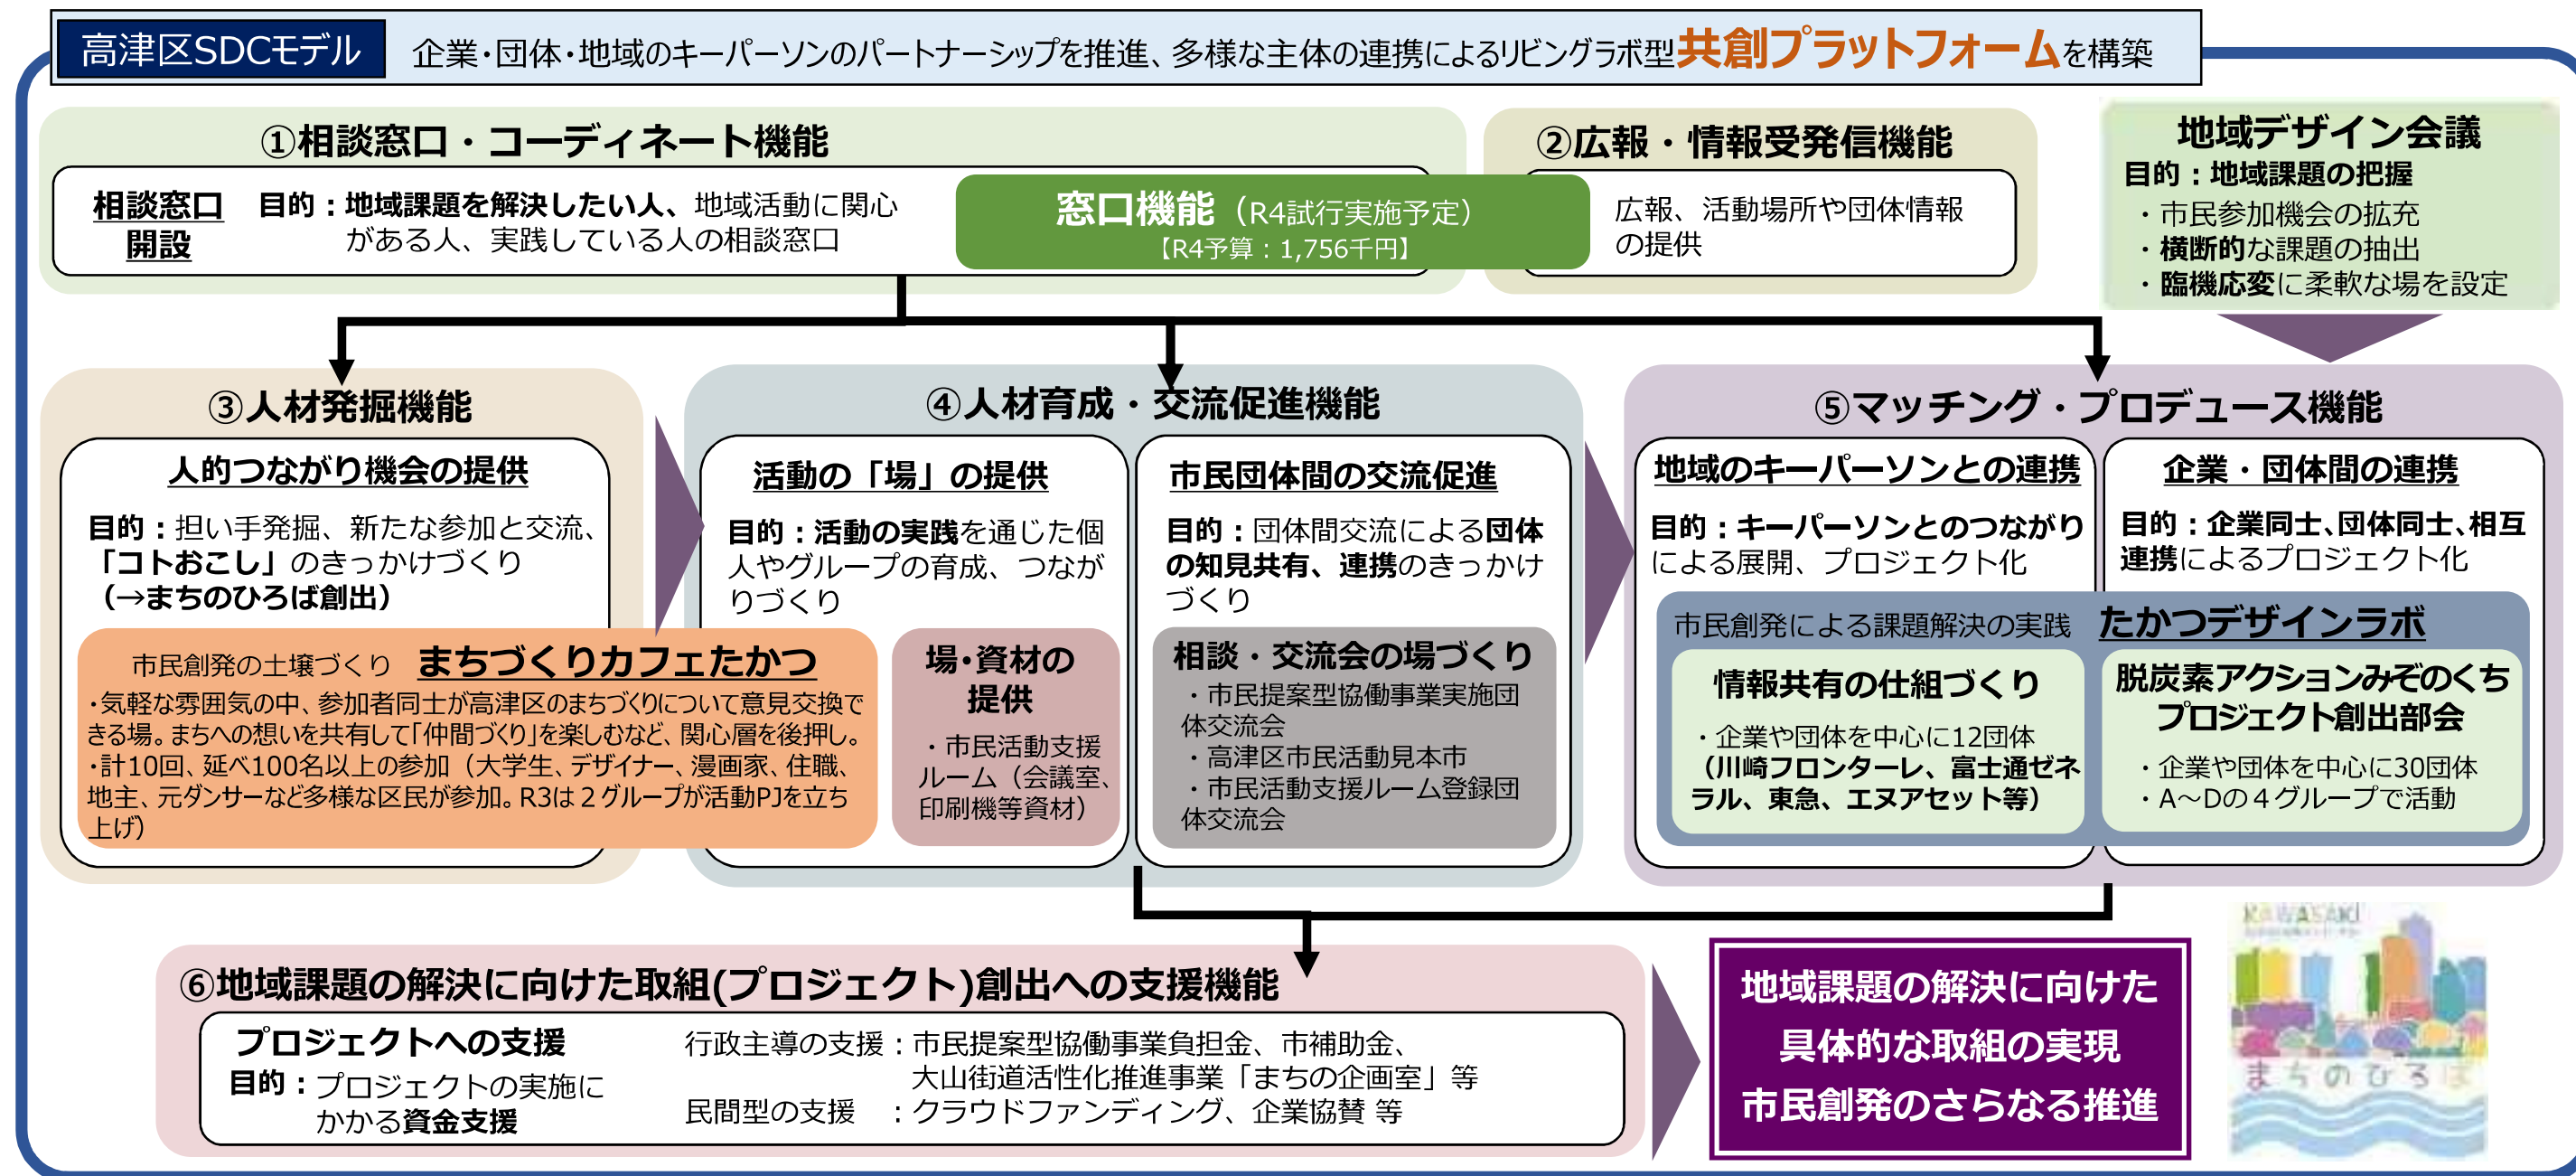 高津区SDCモデル 企業・団体・地域のキーパーソンのパートナーシップを推進、多様な主体の連携によるリビングラボ型共創プラットフォームを構築
①相談窓口・コーディネート機能
相談窓口
開設
目的：地域課題を解決したい人、地域活動に関心
がある人、実践している人の相談窓口
窓口機能（R4試行実施予定）
【R4予算：1,756千円】
②広報・情報受発信機能
広報、活動場所や団体情報
の提供
地域デザイン会議
目的：地域課題の把握
・市民参加機会の拡充
・横断的な課題の抽出
・臨機応変に柔軟な場を設定
③人材発掘機能
人的つながり機会の提供
目的：担い手発掘、新たな参加と交流、
「コトおこし」のきっかけづくり
（→まちのひろば創出）
市民創発の土壌づくり まちづくりカフェたかつ
・気軽な雰囲気の中、参加者同士が高津区のまちづくりについて意見交換で
きる場。まちへの想いを共有して「仲間づくり」を楽しむなど、関心層を後押し。
・計10回、延べ100名以上の参加（大学生、デザイナー、漫画家、住職、
地主、元ダンサーなど多様な区民が参加。R3は２グループが活動PJを立ち
上げ）
④人材育成・交流促進機能
活動の「場」の提供
目的：活動の実践を通じた個
人やグループの育成、つなが
りづくり
場・資材の
提供
・市民活動支援
ルーム（会議室、
印刷機等資材）
市民団体間の交流促進
目的：団体間交流による団体
の知見共有、連携のきっかけ
づくり
相談・交流会の場づくり
・市民提案型協働事業実施団
体交流会
・高津区市民活動見本市
・市民活動支援ルーム登録団
体交流会
⑤マッチング・プロデュース機能
地域のキーパーソンとの連携
目的：キーパーソンとのつながり
による展開、プロジェクト化
企業・団体間の連携
目的：企業同士、団体同士、相互
連携によるプロジェクト化
市民創発による課題解決の実践 たかつデザインラボ
情報共有の仕組づくり
・企業や団体を中心に12団体
（川崎フロンターレ、富士通ゼネ
ラル、東急、エヌアセット等）
脱炭素アクションみぞのくち
プロジェクト創出部会
・企業や団体を中心に30団体
・A～Dの４グループで活動
⑥地域課題の解決に向けた取組(プロジェクト)創出への支援機能
プロジェクトへの支援
目的：プロジェクトの実施に
かかる資金支援
行政主導の支援：市民提案型協働事業負担金、市補助金、
大山街道活性化推進事業「まちの企画室」等
民間型の支援 ：クラウドファンディング、企業協賛 等
地域課題の解決に向けた
具体的な取組の実現
市民創発のさらなる推進
KAWASAKI
まちのひろば